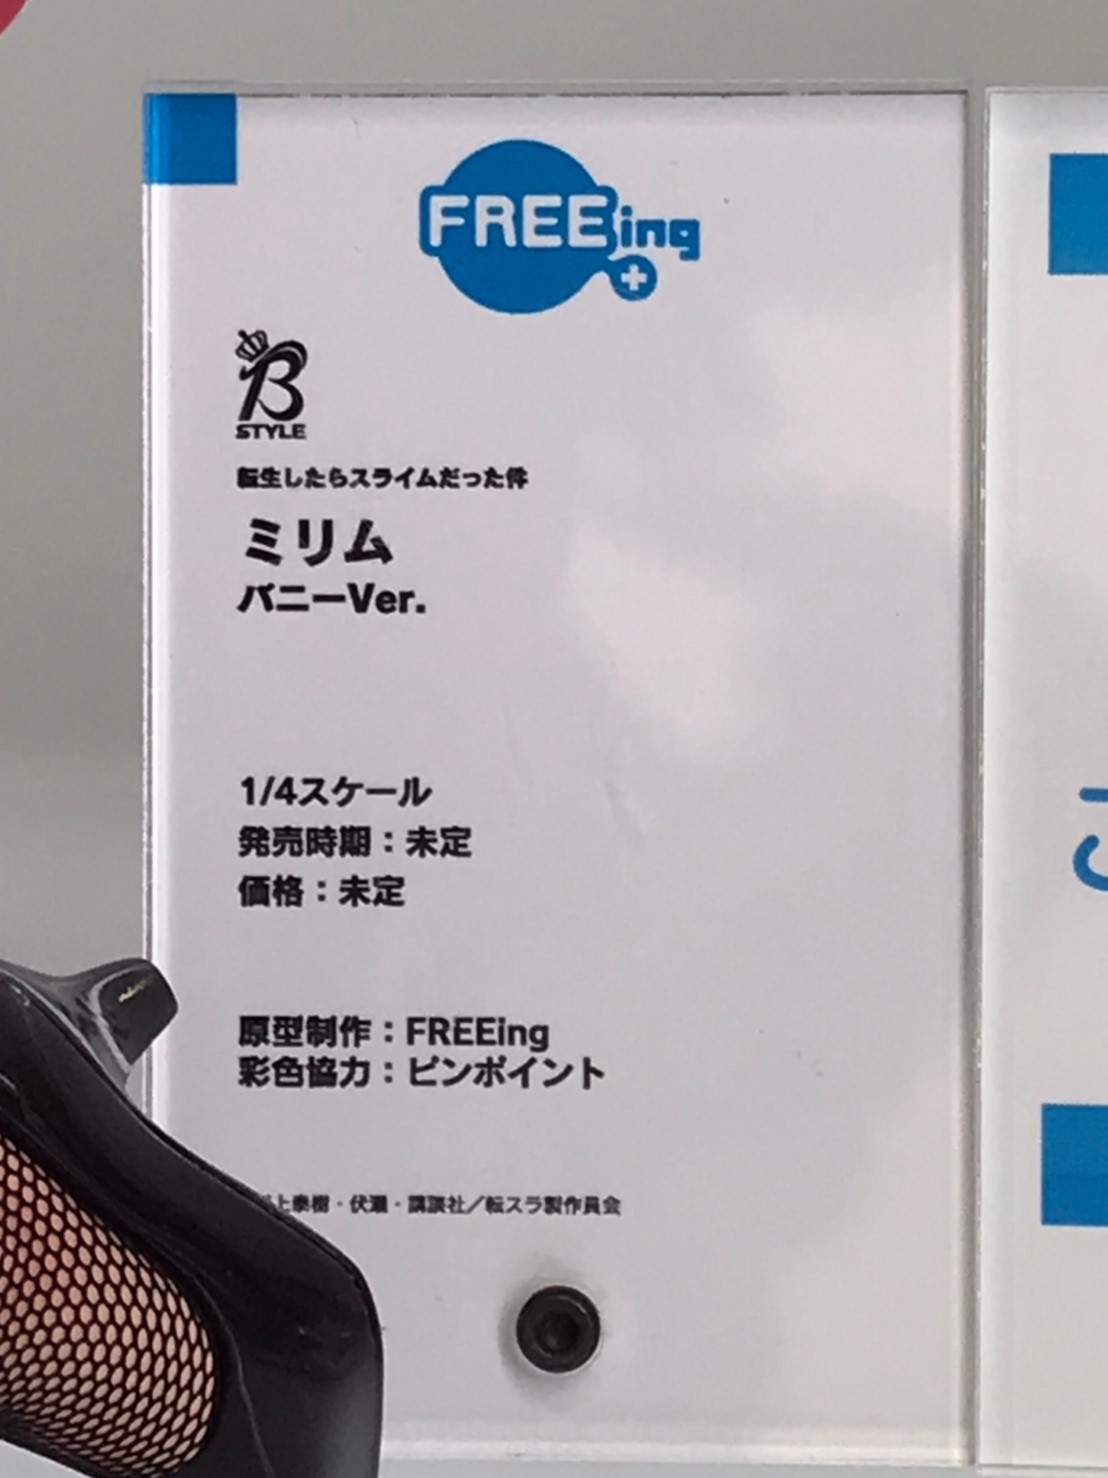 FREEing
B
STYLE
転生したらスライムだった件
ミリム
バニーVer.
1/4スケール
発売時期：未定
価格：未定
原型制作：FREEing
彩色協力：ピンポイント
上泰樹・伏瀬・講談社／転スラ製作委員会